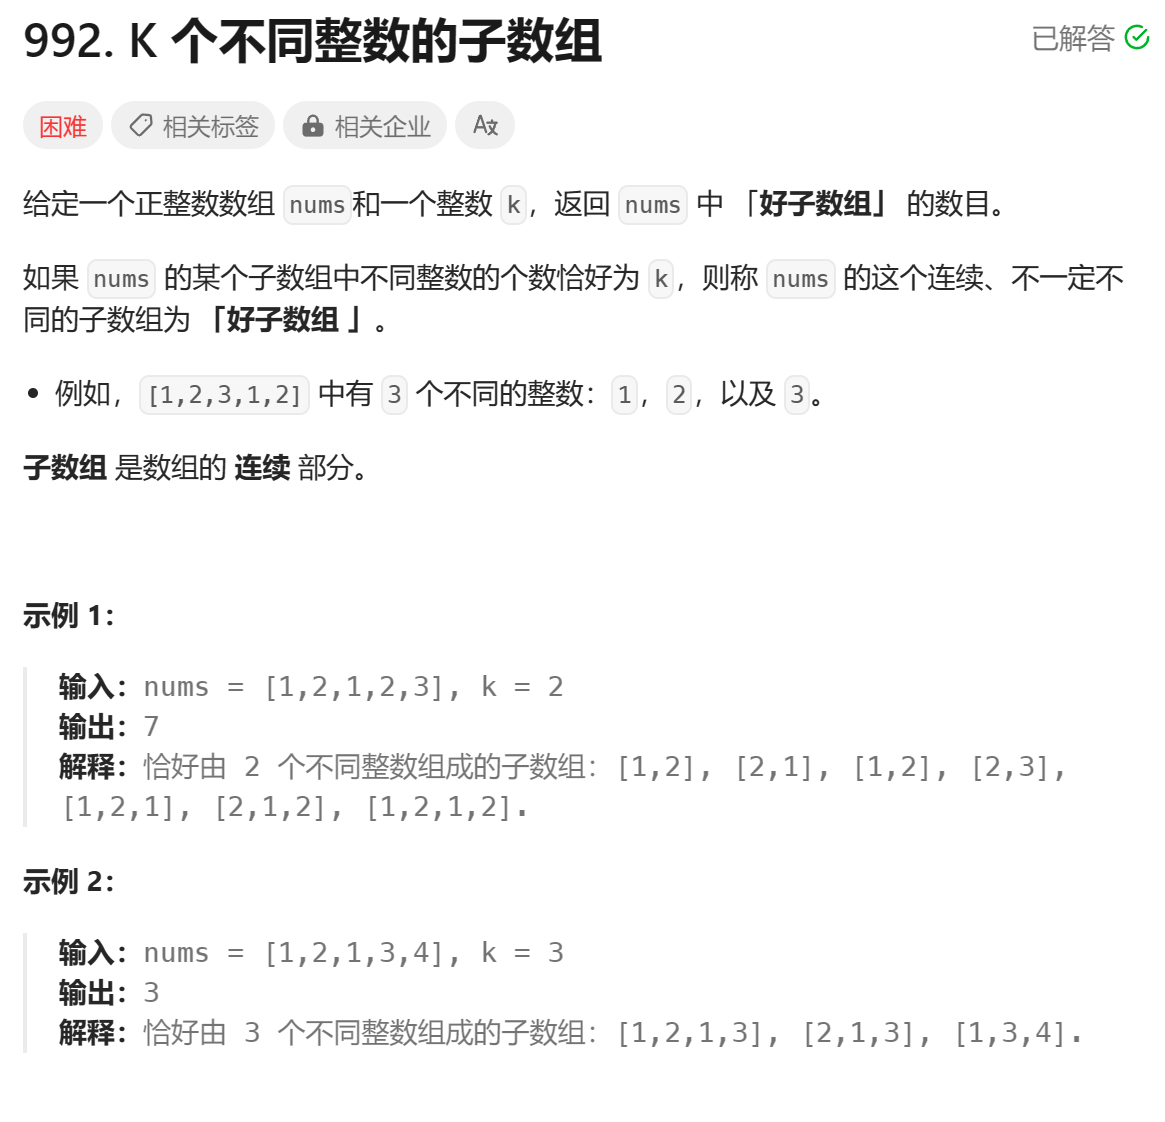 992. K 个不同整数的子数组
已解答
困难 相关标签 相关企业 A文
给定一个正整数数组 nums和一个整数 k，返回 nums 中 「好子数组」 的数目。
如果 nums 的某个子数组中不同整数的个数恰好为 k，则称 nums 的这个连续、不一定不
同的子数组为 「好子数组 」。
• 例如，[1,2,3,1,2] 中有 3 个不同的整数：1，2，以及 3。
子数组 是数组的 连续 部分。
示例 1：
输入：nums = [1,2,1,2,3], k = 2
输出：7
解释：恰好由 2 个不同整数组成的子数组：[1,2], [2,1], [1,2], [2,3],
[1,2,1], [2,1,2], [1,2,1,2].
示例 2：
输入：nums = [1,2,1,3,4], k = 3
输出：3
解释：恰好由 3 个不同整数组成的子数组：[1,2,1,3], [2,1,3], [1,3,4].